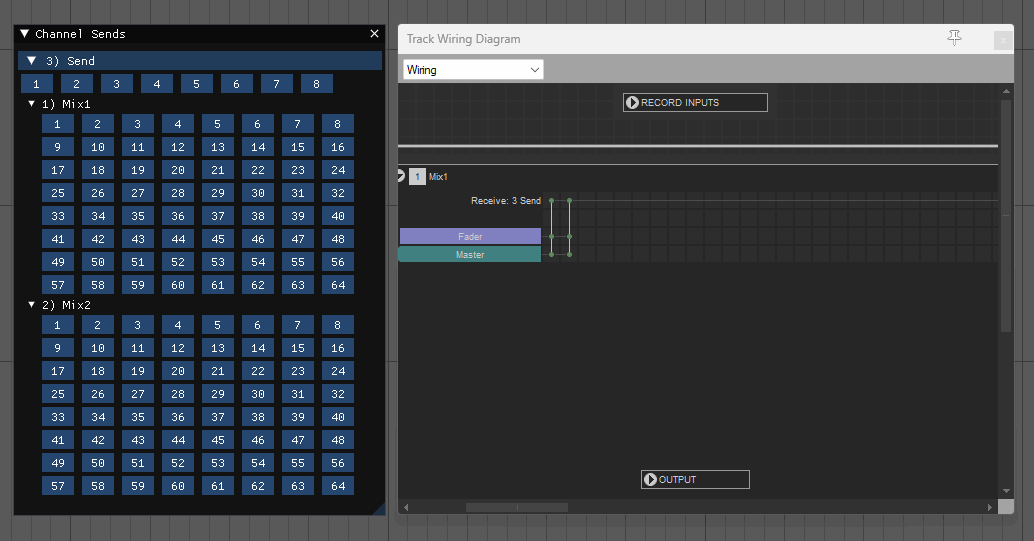 Channel Sends
3) Send
1 2 3 4 5 6 7 8
1) Mix1
1 2 3 4 5 6 7 8
9 10 11 12 13 14 15 16
17 18 19 20 21 22 23 24
25 26 27 28 29 30 31 32
33 34 35 36 37 38 39 40
41 42 43 44 45 46 47 48
49 50 51 52 53 54 55 56
57 58 59 60 61 62 63 64
2) Mix2
1 2 3 4 5 6 7 8
9 10 11 12 13 14 15 16
17 18 19 20 21 22 23 24
25 26 27 28 29 30 31 32
33 34 35 36 37 38 39 40
41 42 43 44 45 46 47 48
49 50 51 52 53 54 55 56
57 58 59 60 61 62 63 64
Track Wiring Diagram
Wiring
RECORD INPUTS
1 Mix1
Receive: 3 Send
Fader
Master
OUTPUT